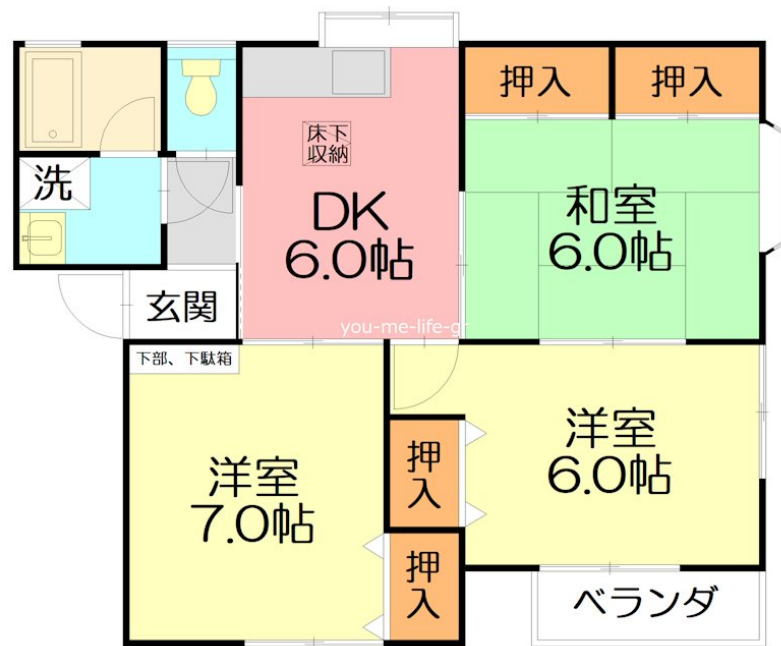 押入
押入
床下
収納
洗
DK
6.0帖
和室
6.0帖
玄関
you-me-life-gr
下部、下駄箱
洋室
7.0帖
押
入
洋室
6.0帖
押
入
ベランダ